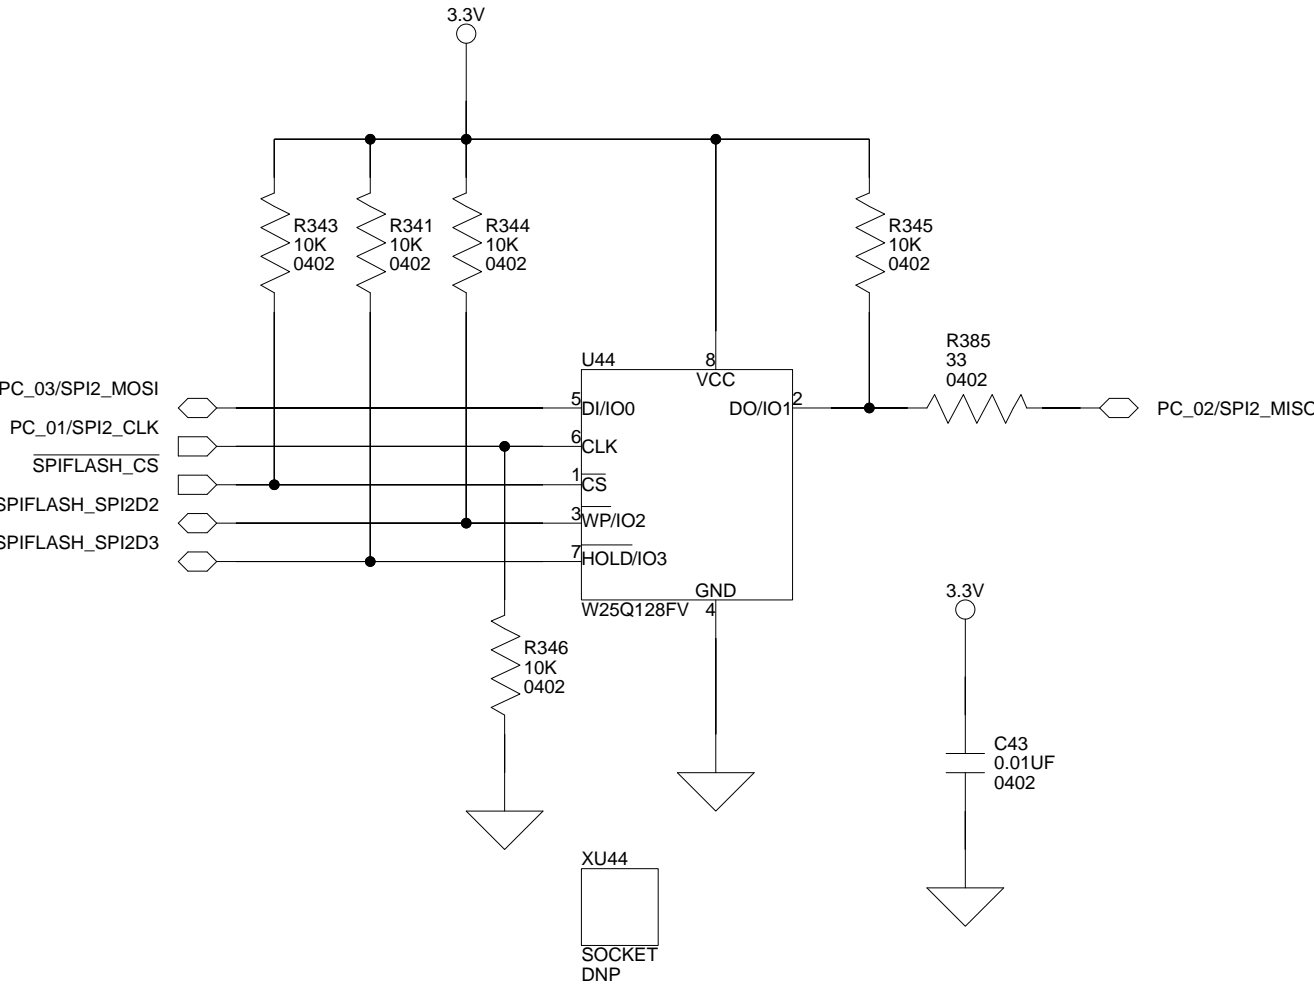 3.3V
R343
10K
0402
R341
10K
0402
R344
10K
0402
R345
10K
0402
R385
33
0402
U44
8
VCC
PC_03/SPI2_MOSI
5
DI/IO0
DO/IO1
2
PC_02/SPI2_MISO
PC_01/SPI2_CLK
6
CLK
SPIFLASH_CS
1
CS
SPIFLASH_SPI2D2
3
WP/IO2
SPIFLASH_SPI2D3
7
HOLD/IO3
GND
W25Q128FV
4
3.3V
R346
10K
0402
C43
0.01UF
0402
XU44
SOCKET
DNP